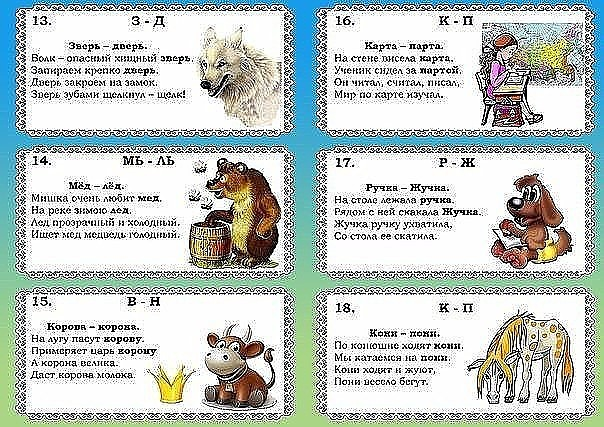 13. З - Д
Зверь – дверь.
Волк – опасный хищный зверь.
Запираем крепко дверь.
Дверь закроем на замок.
Зверь зубами щелкнул – щелк!
14. МЬ - ЛЬ
Мёд – лёд.
Мишка очень любит мед.
На реке зимою лед.
Лед прозрачный и холодный.
Ищет мед медведь голодный.
15. В - Н
Корова – корона.
На лугу пасут корову.
Примеряет царь корону
А корона велика.
Даст корова молока
16. К - П
Карта – парта.
На стене висела карта.
Ученик сидел за партой.
Он читал, считал, писал,
Мир по карте изучал.
17. Р - Ж
Ручка – Жучка.
На столе лежала ручка.
Рядом с ней скакала Жучка.
Жучка ручку ухватила,
Со стола ее скатила.
18. К - П
Кони – пони.
По конюшне ходят кони.
Мы катаемся на пони.
Кони ходят и жуют,
Пони весело бегут.